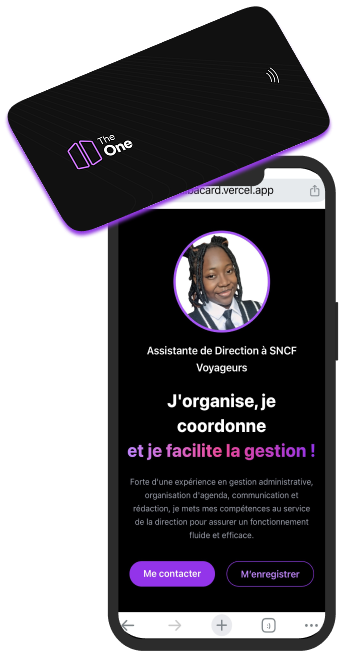 The
One
bacard.vercel.app
Assistante de Direction à SNCF
Voyageurs
J'organise, je
coordonne
et je facilite la gestion !
Forte d'une expérience en gestion administrative,
organisation d'agenda, communication et
rédaction, je mets mes compétences au service
de la direction pour assurer un fonctionnement
fluide et efficace.
Me contacter
M'enregistrer
:)